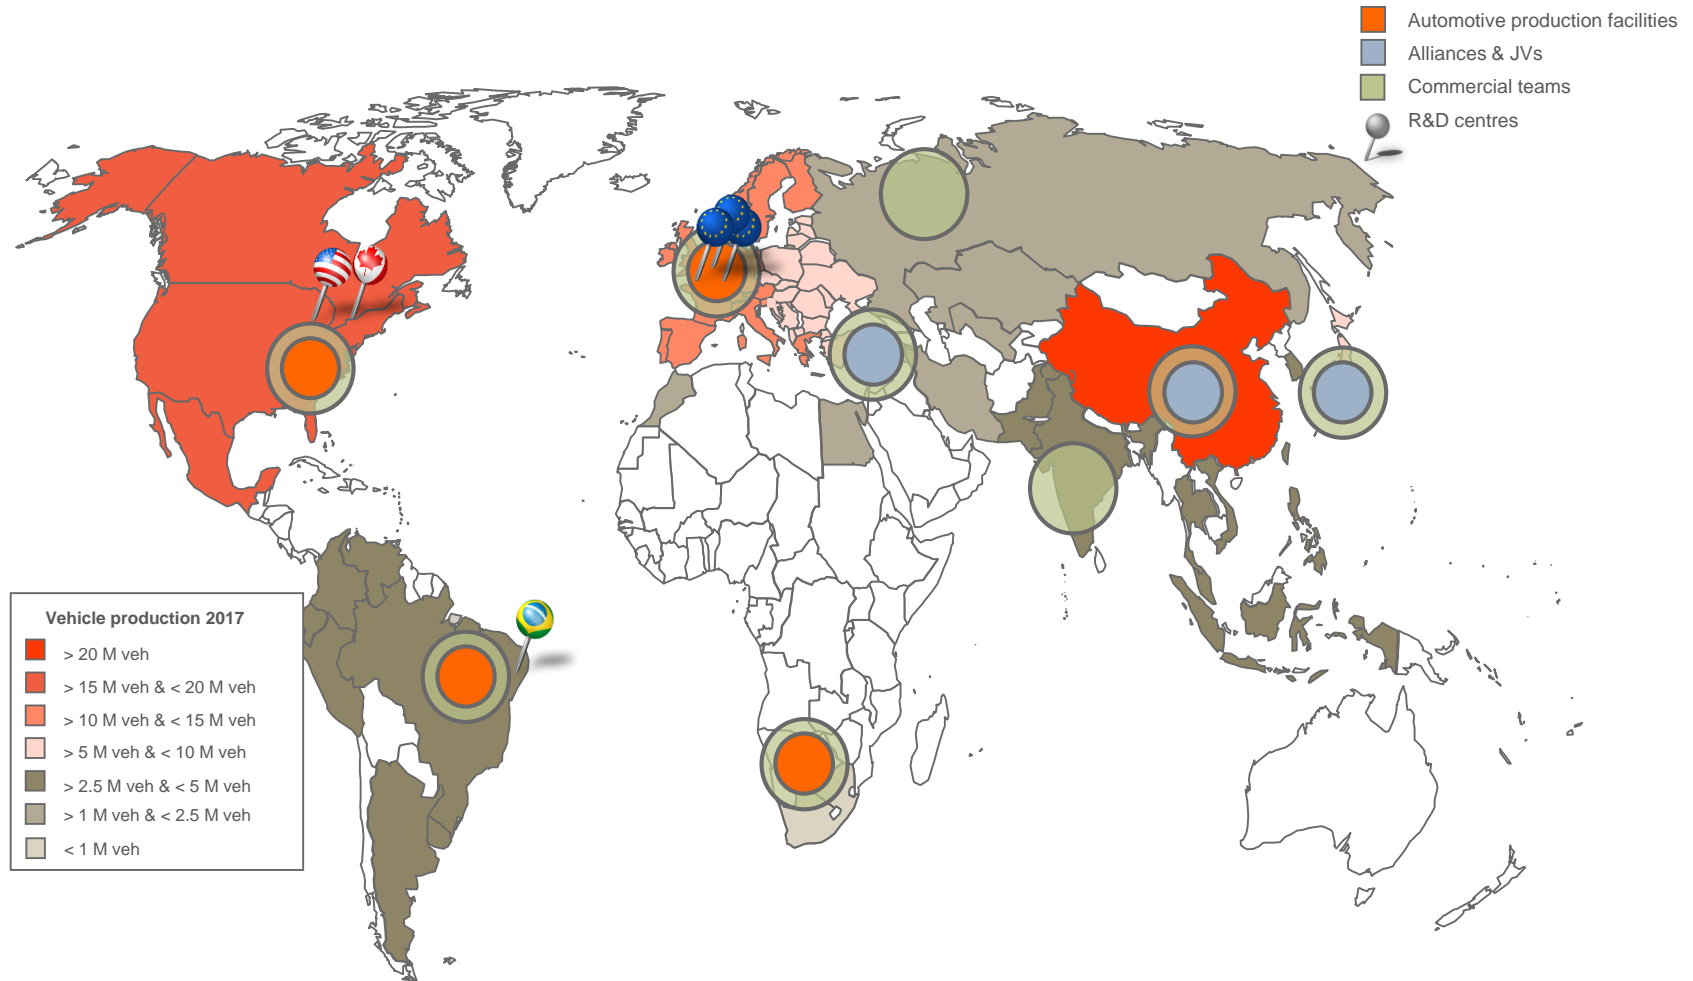 Automotive production facilities
Alliances & JVs
Commercial teams
R&D centres
Vehicle production 2017
> 20 M veh
> 15 M veh & < 20 M veh
> 10 M veh & < 15 M veh
> 5 M veh & < 10 M veh
> 2.5 M veh & < 5 M veh
> 1 M veh & < 2.5 M veh
< 1 M veh